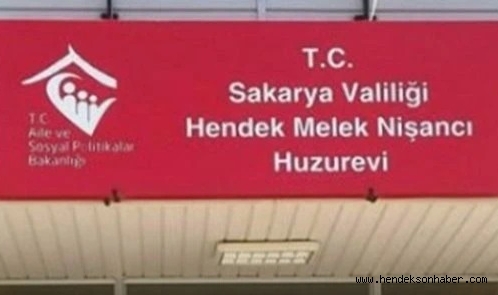 T.C.
Sakarya Valiliği
Hendek Melek Nişancı
Huzurevi
T.C
Aile ve
Sosyal Politikalar
Bakanlığı
www.hendeksonhaber.com